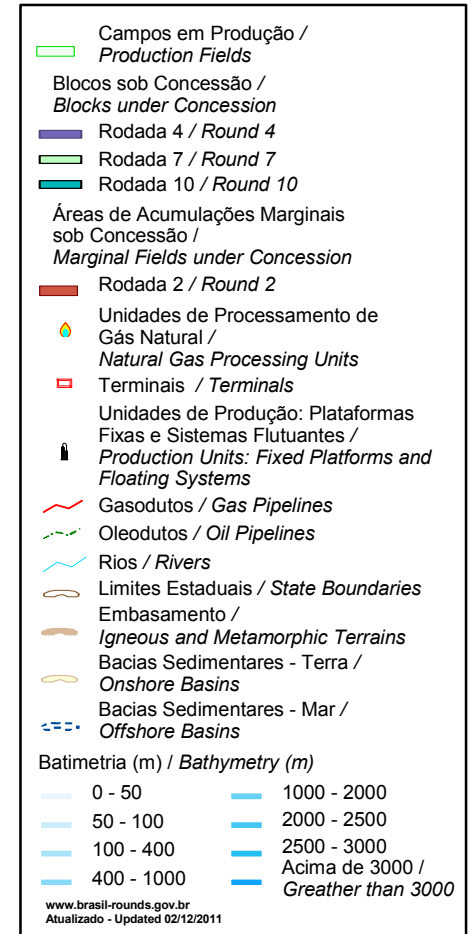 Campos em Produção /
Production Fields
Blocos sob Concessão /
Blocks under Concession
Rodada 4 / Round 4
Rodada 7 / Round 7
Rodada 10 / Round 10
Áreas de Acumulações Marginais
sob Concessão /
Marginal Fields under Concession
Rodada 2 / Round 2
Unidades de Processamento de
Gás Natural /
Natural Gas Processing Units
Terminais / Terminals
Unidades de Produção: Plataformas
Fixas e Sistemas Flutuantes /
Production Units: Fixed Platforms and
Floating Systems
Gasodutos / Gas Pipelines
Oleodutos / Oil Pipelines
Rios / Rivers
Limites Estaduais / State Boundaries
Embasamento /
Igneous and Metamorphic Terrains
Bacias Sedimentares - Terra /
Onshore Basins
Bacias Sedimentares - Mar /
Offshore Basins
Batimetria (m) / Bathymetry (m)
0 - 50
50 - 100
100 - 400
400 - 1000
1000 - 2000
2000 - 2500
2500 - 3000
Acima de 3000 /
Greather than 3000
www.brasil-rounds.gov.br
Atualizado - Updated 02/12/2011